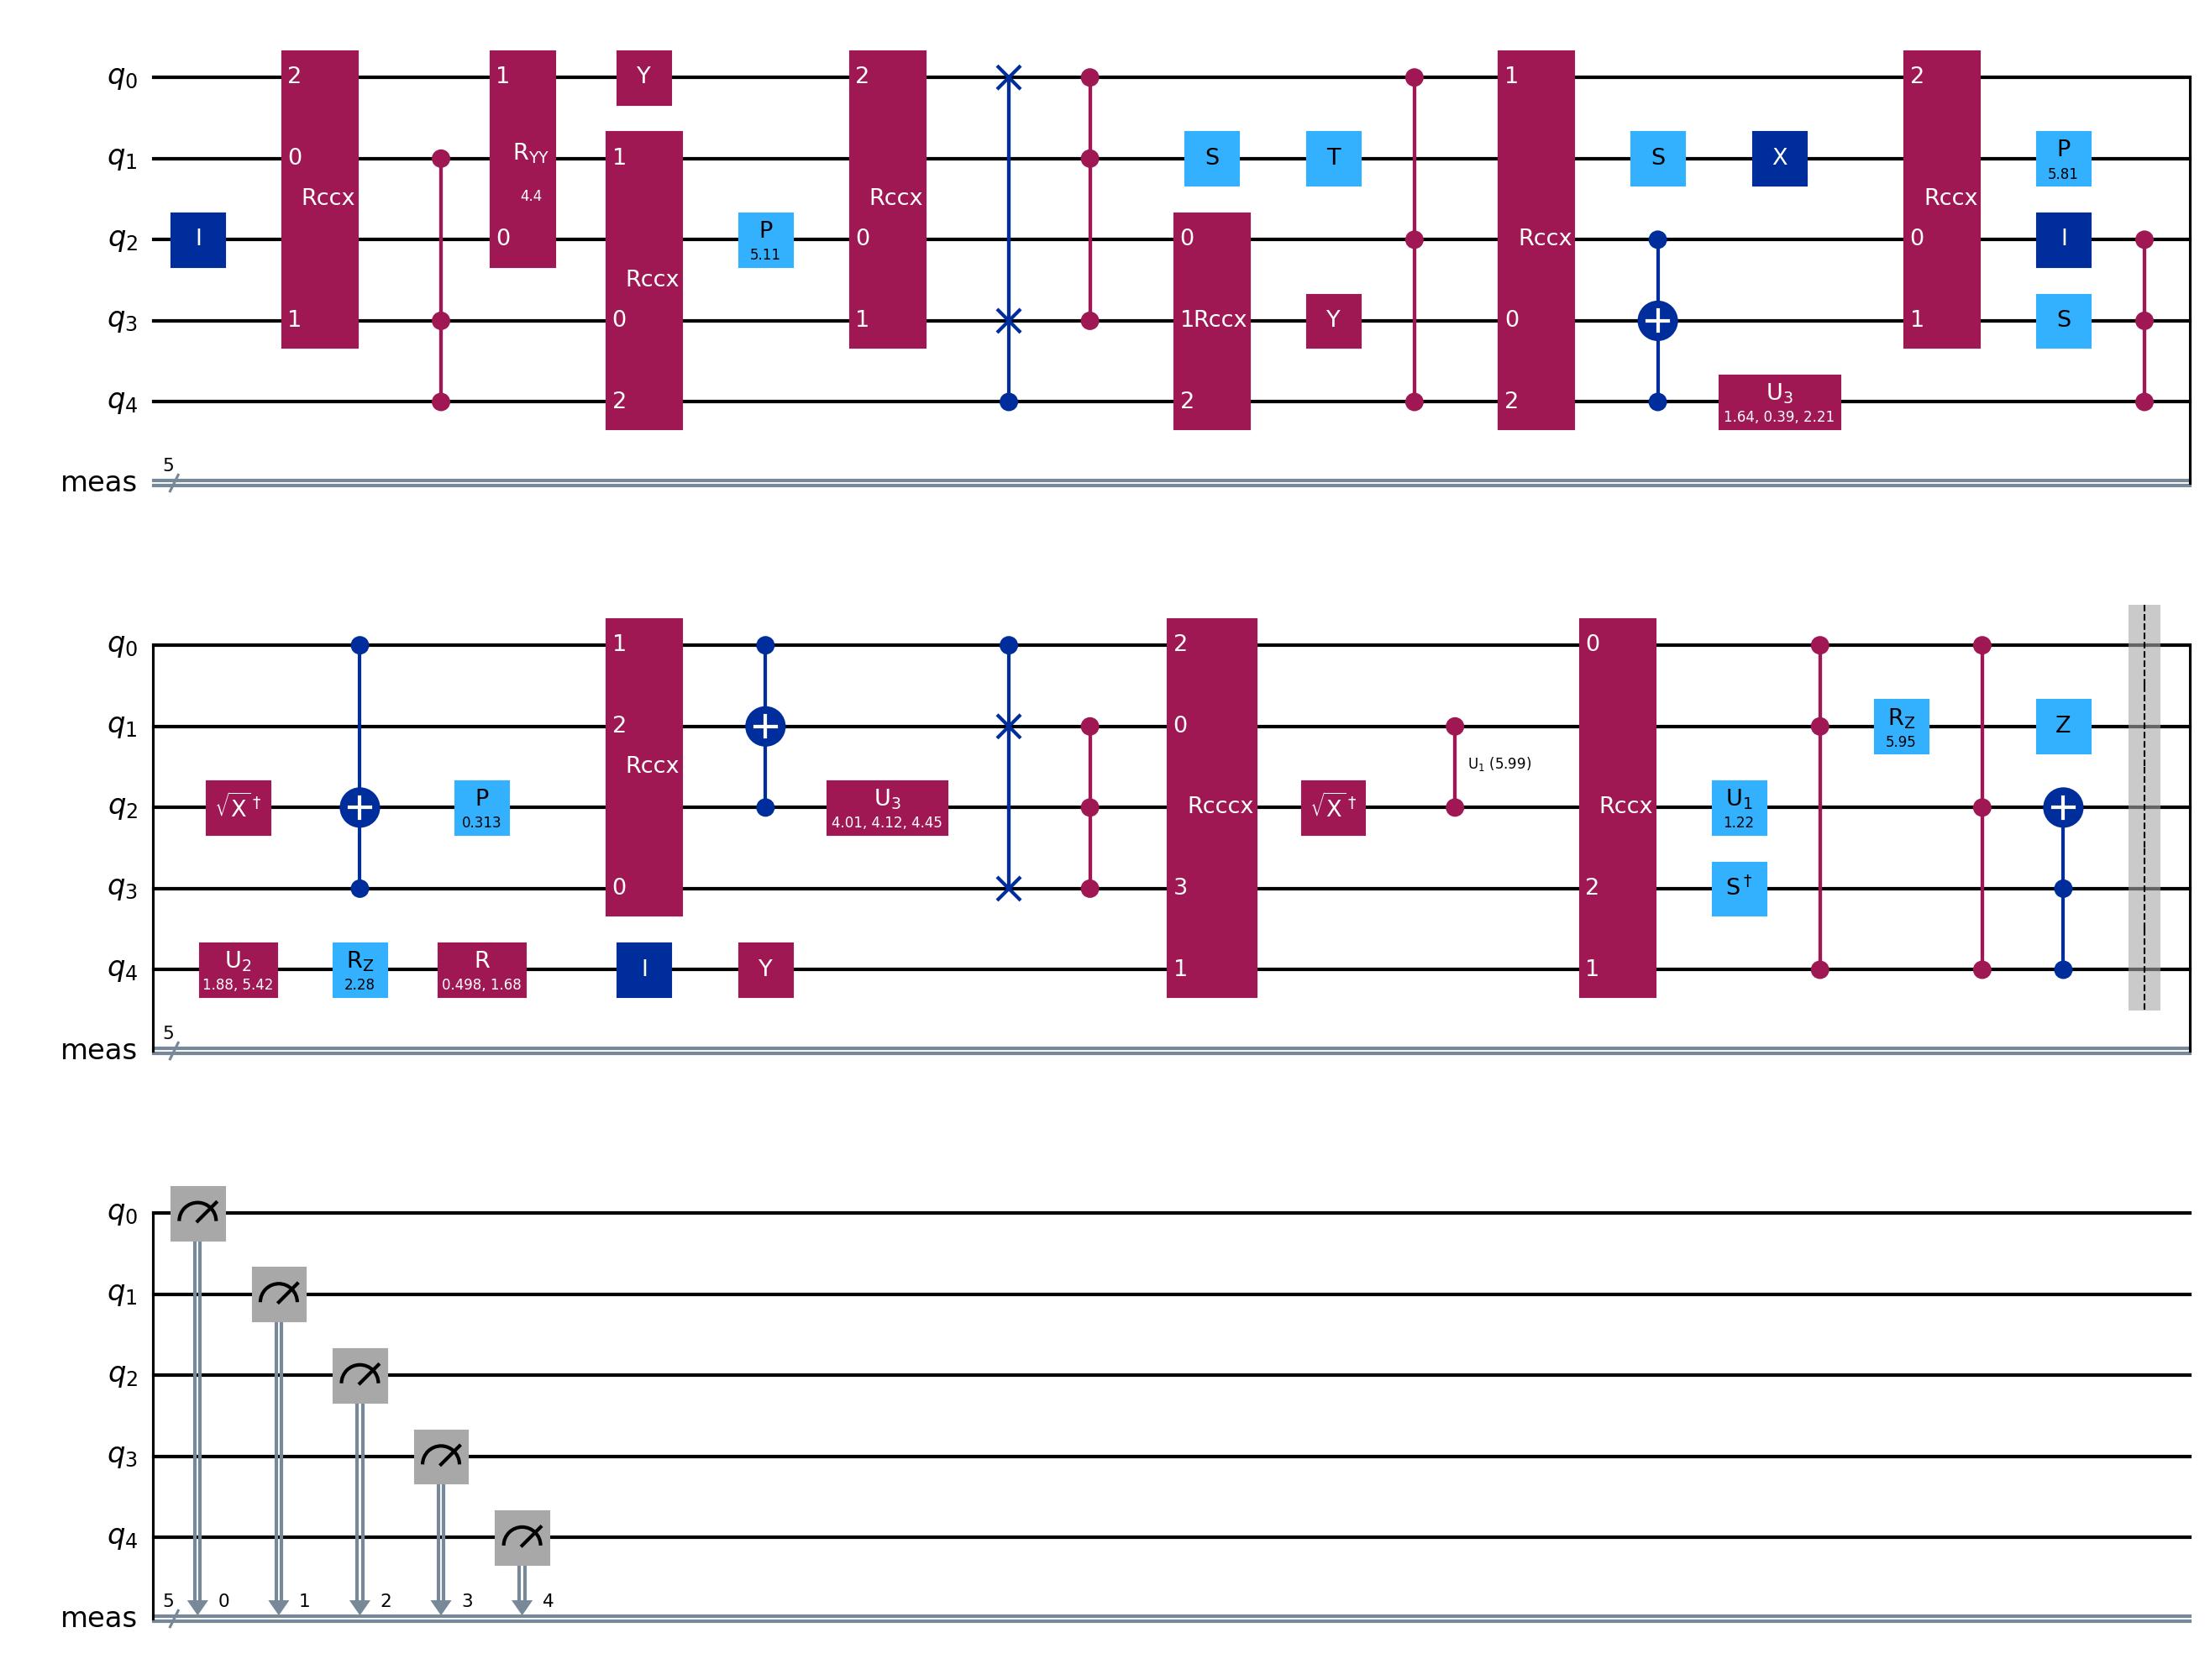 q0 2 1 Y 2 1 2
q1 0 RYY 1 0 S T S X P
5.81
Rccx 4.4 Rccx Rccx Rccx
q2 I 0 P 0 0 Rccx 0 I
5.11
Rccx
q3 1 0 1 1Rccx Y 0 1 S
q4 2 2 2 U3
1.64, 0.39, 2.21
5
meas
q0 1 2 0
q1 2 0 RZ Z
5.95
Rccx U1 (5.99)
q2 √X† P U3 Rcccx √X† Rccx U1
0.313 4.01, 4.12, 4.45 1.22
q3 0 3 2 S†
q4 U2 RZ R I Y 1 1
1.88, 5.42 2.28 0.498, 1.68
5
meas
q0
q1
q2
q3
q4
5 0 1 2 3 4
meas